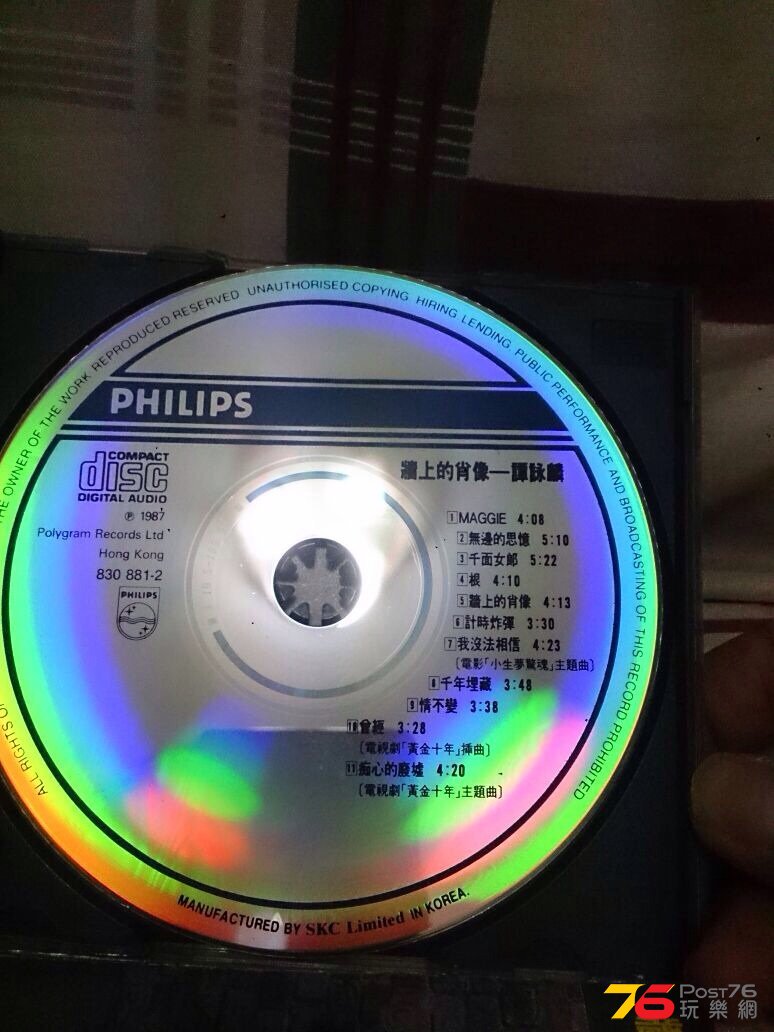 ALL RIGHTS OF THE OWNER OF THE WORK REPRODUCED RESERVED UNAUTHORISED COPYING HIRING LENDING PUBLIC PERFORMANCE AND BROADCASTING OF THIS RECORD PROHIBITED
PHILIPS
COMPACT
disc
DIGITAL AUDIO
℗ 1987
Polygram Records Ltd
Hong Kong
830 881-2
PHILIPS
牆上的肖像—譚詠麟
1 MAGGIE 4:08
2 無邊的思憶 5:10
3 千面女郎 5:22
4 根 4:10
5 牆上的肖像 4:13
6 計時炸彈 3:30
7 我沒法相信 4:23
〔電影「小生夢驚魂」主題曲〕
8 千年埋藏 3:48
9 情不變 3:38
10 曾經 3:28
〔電視劇「黃金十年」插曲〕
11 痴心的廢墟 4:20
〔電視劇「黃金十年」主題曲〕
MANUFACTURED BY SKC Limited IN KOREA.
76 POST76
玩樂網